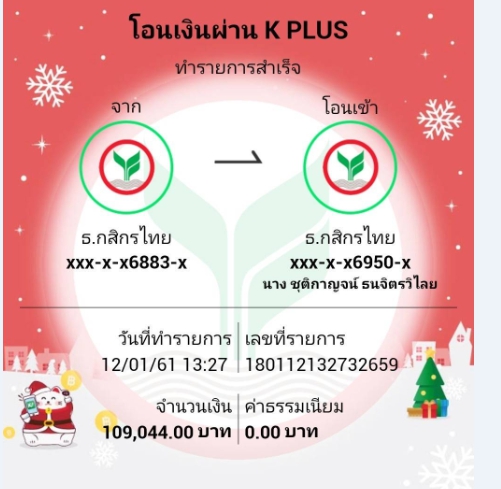 โอนเงินผ่าน K PLUS
ทำรายการสำเร็จ
จาก
โอนเข้า
ธ.กสิกรไทย
ธ.กสิกรไทย
xxx-x-x6883-x
xxx-x-x6950-x
นาง ชุติกาญจน์ ธนจิตรวิไลย
วันที่ทำรายการ เลขที่รายการ
12/01/61 13:27 180112132732659
จำนวนเงิน ค่าธรรมเนียม
109,044.00 บาท 0.00 บาท